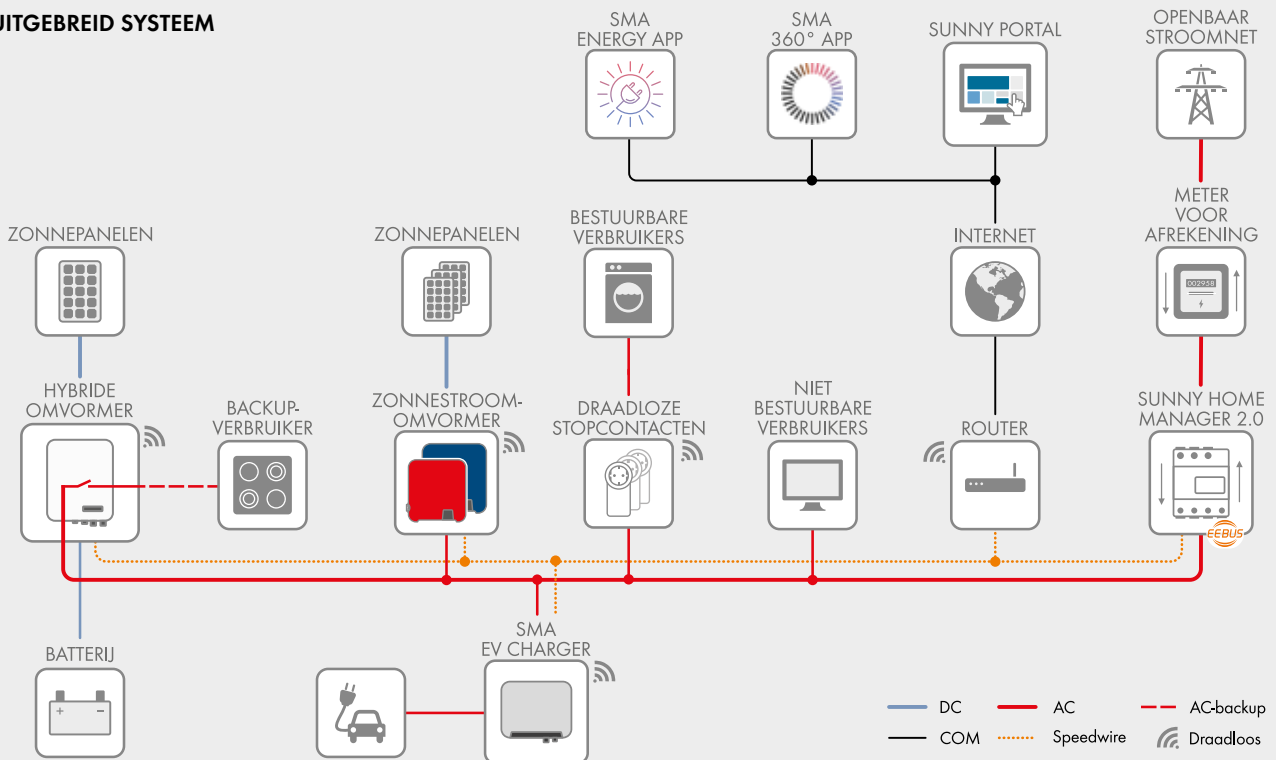 UITGEBREID SYSTEEM
SMA
ENERGY APP
SMA
360° APP
SUNNY PORTAL
OPENBAAR
STROOMNET
ZONNEPANELEN
ZONNEPANELEN
BESTUURBARE
VERBRUIKERS
INTERNET
METER
VOOR
AFREKENING
002958
HYBRIDE
OMVORMER
BACKUP-
VERBRUIKER
ZONNESTROOM-
OMVORMER
DRAADLOZE
STOPCONTACTEN
NIET
BESTUURBARE
VERBRUIKERS
ROUTER
SUNNY HOME
MANAGER 2.0
EEBUS
BATTERIJ
+ −
SMA
EV CHARGER
DC
AC
AC-backup
COM
Speedwire
Draadloos